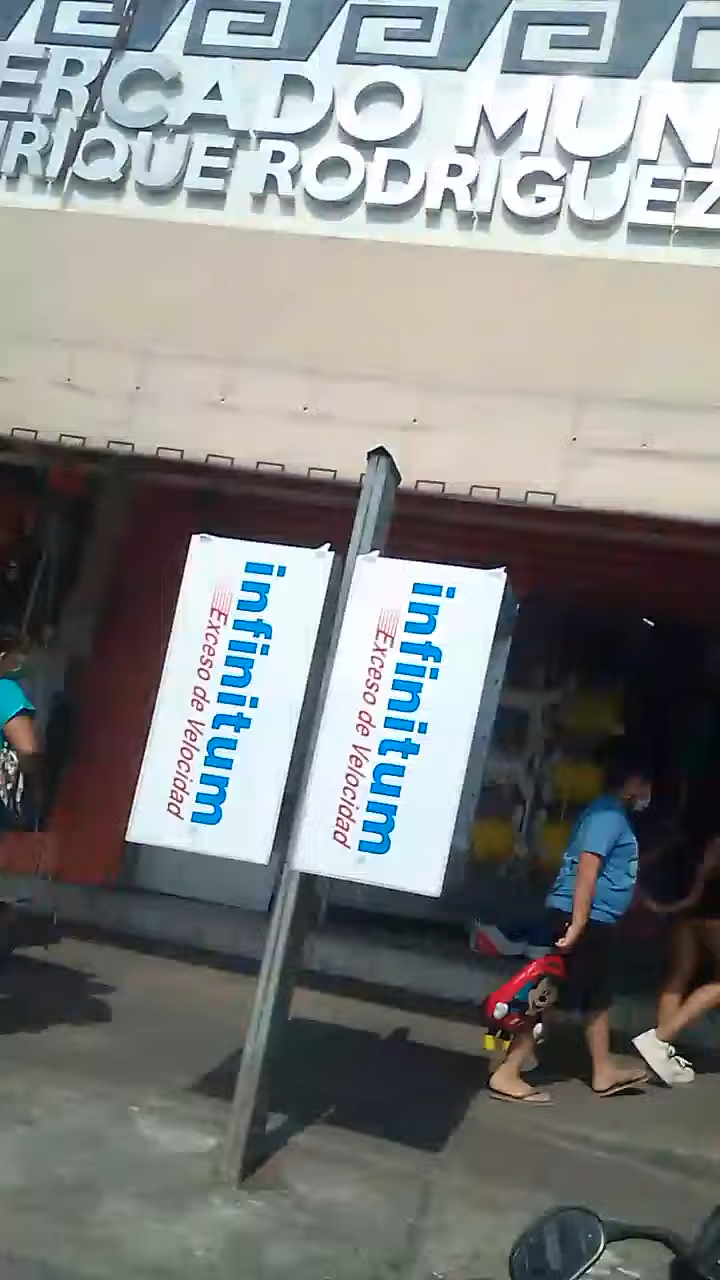 ERCADO MUN
RIQUE RODRIGUEZ
infinitum
Exceso de Velocidad
infinitum
Exceso de Velocidad